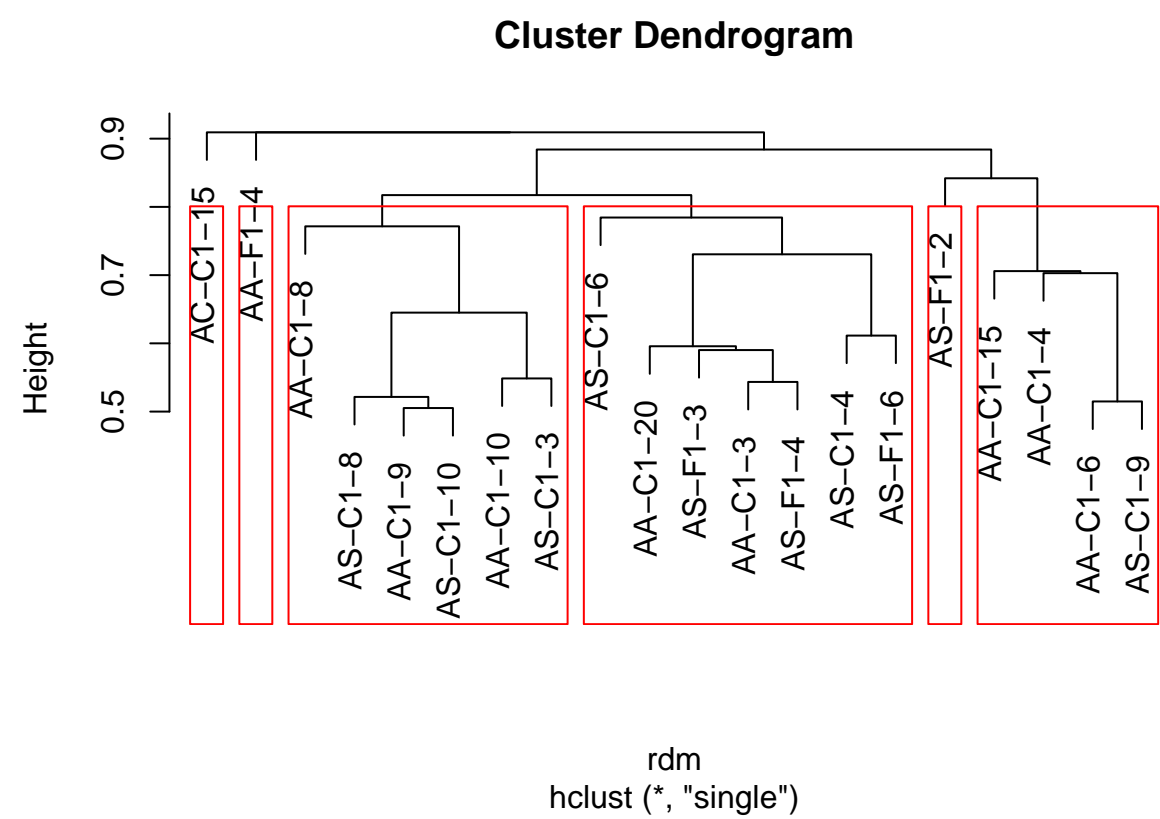 Cluster Dendrogram
Height
0.9
0.7
0.5
AC−C1−15
AA−F1−4
AA−C1−8
AS−C1−8
AA−C1−9
AS−C1−10
AA−C1−10
AS−C1−3
AS−C1−6
AA−C1−20
AS−F1−3
AA−C1−3
AS−F1−4
AS−C1−4
AS−F1−6
AS−F1−2
AA−C1−15
AA−C1−4
AA−C1−6
AS−C1−9
rdm
hclust (*, "single")